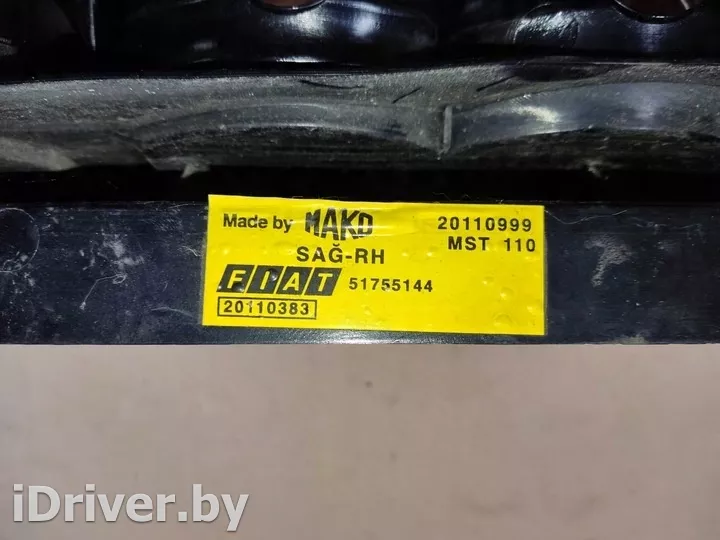 Made by MAKO 20110999
MST 110
SAĞ-RH
FIAT 51755144
20110383
iDriver.by